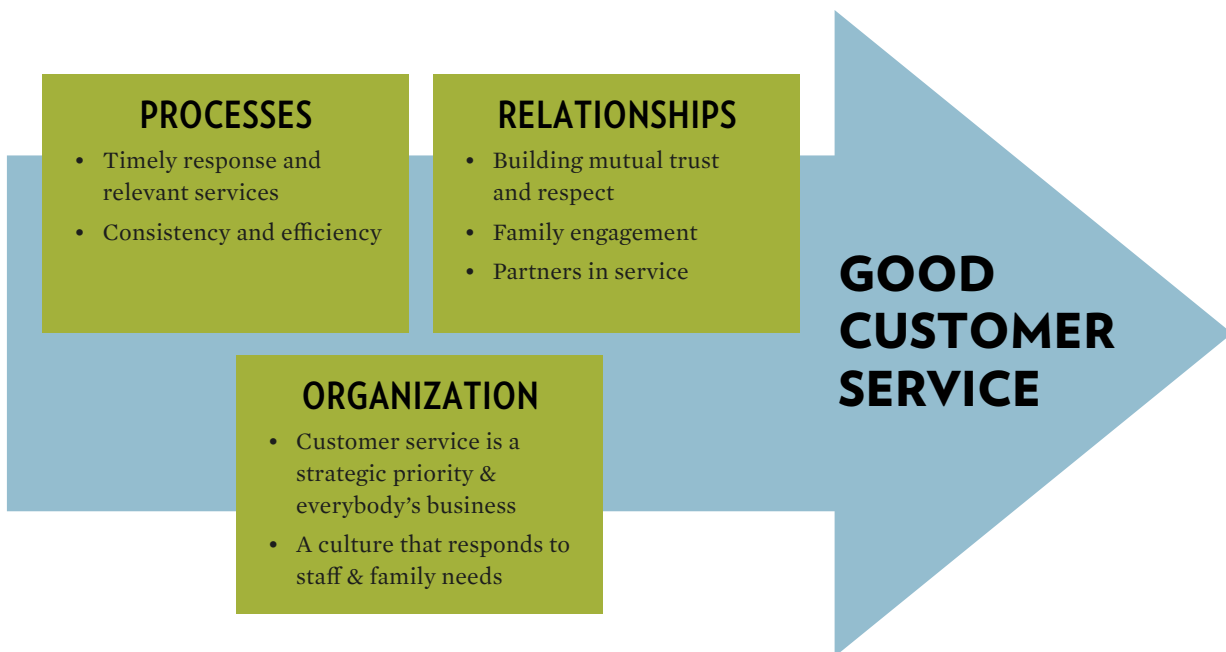 PROCESSES
• Timely response and
relevant services
• Consistency and efficiency
RELATIONSHIPS
• Building mutual trust
and respect
• Family engagement
• Partners in service
ORGANIZATION
• Customer service is a
strategic priority &
everybody’s business
• A culture that responds to
staff & family needs
GOOD
CUSTOMER
SERVICE